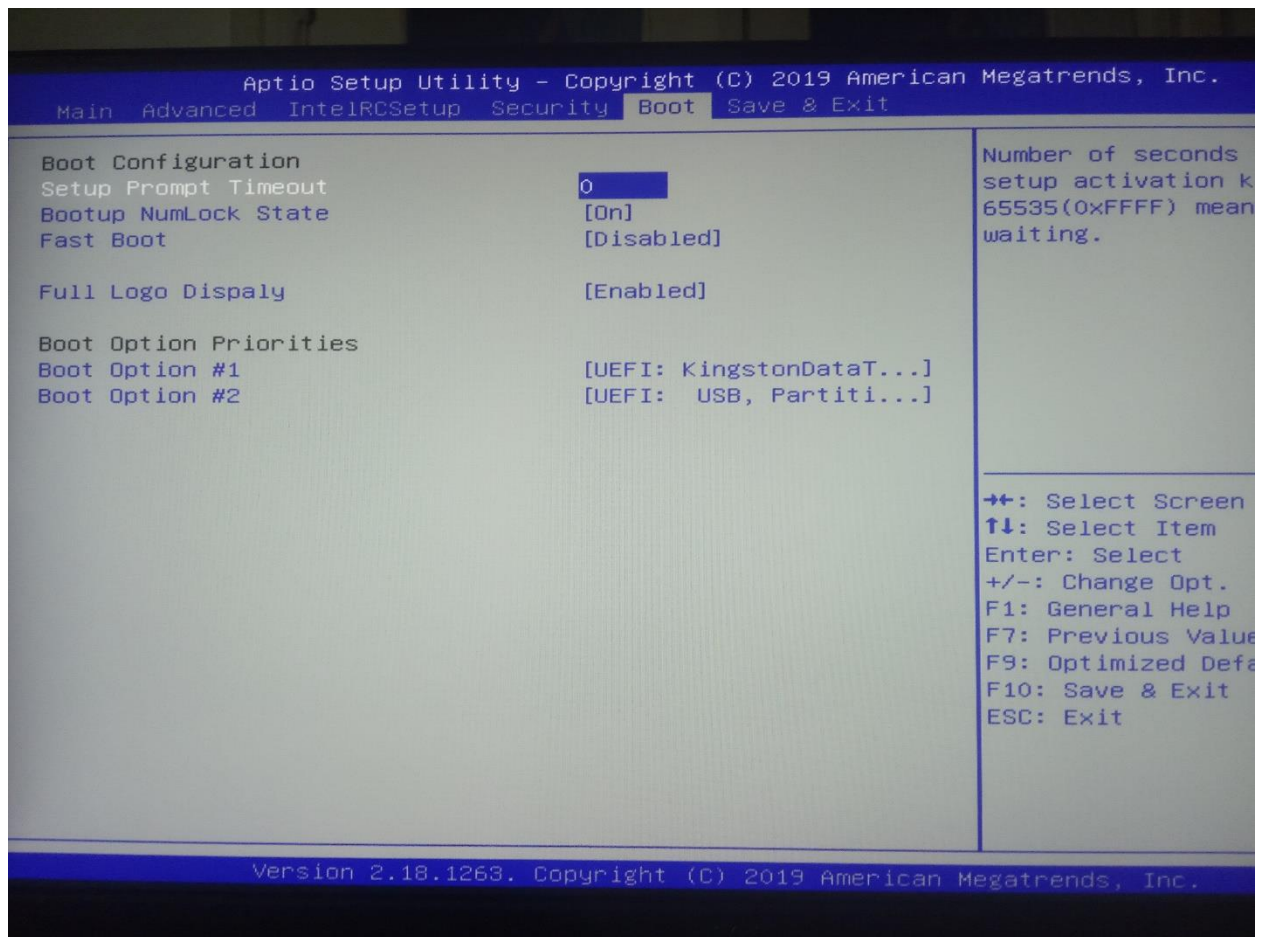 Aptio Setup Utility – Copyright (C) 2019 American Megatrends, Inc.
Main Advanced IntelRCSetup Security Boot Save & Exit
Boot Configuration
Setup Prompt Timeout 0
Bootup NumLock State [On]
Fast Boot [Disabled]
Full Logo Dispaly [Enabled]
Boot Option Priorities
Boot Option #1 [UEFI: KingstonDataT...]
Boot Option #2 [UEFI:  USB, Partiti...]
Number of seconds
setup activation k
65535(0xFFFF) mean
waiting.
→←: Select Screen
↑↓: Select Item
Enter: Select
+/-: Change Opt.
F1: General Help
F7: Previous Value
F9: Optimized Defa
F10: Save & Exit
ESC: Exit
Version 2.18.1263. Copyright (C) 2019 American Megatrends, Inc.